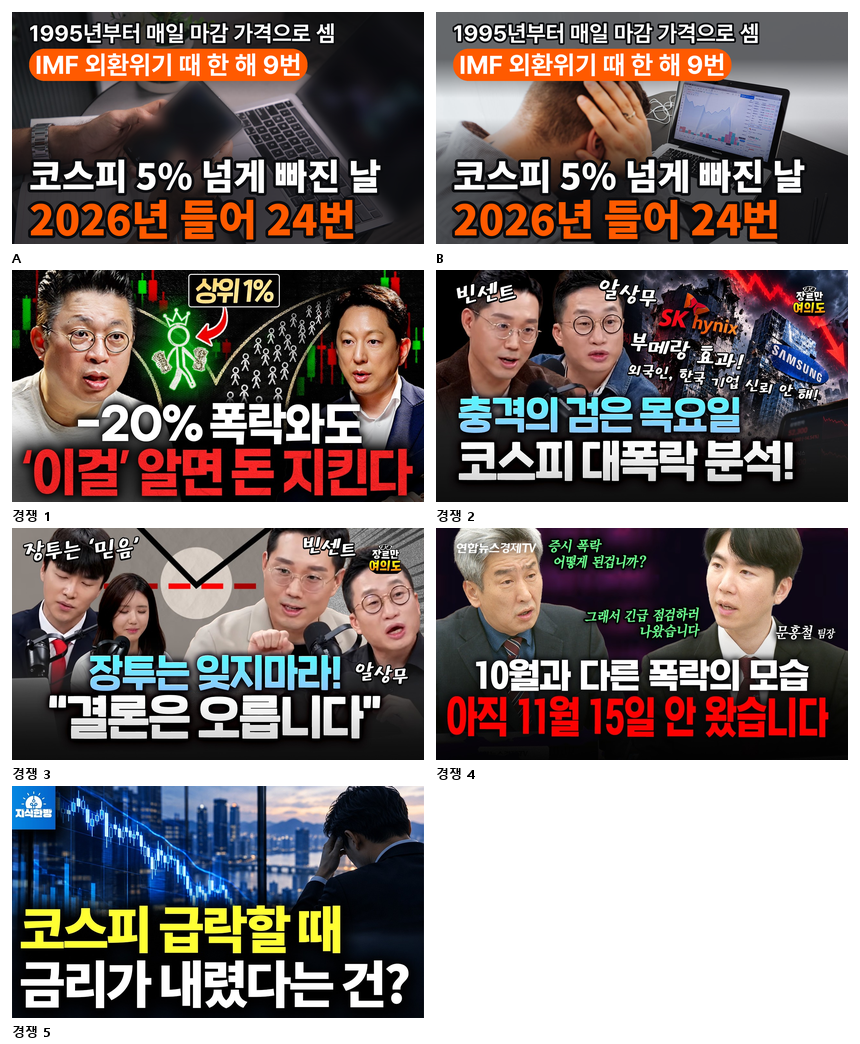 1995년부터 매일 마감 가격으로 셈
IMF 외환위기 때 한 해 9번
코스피 5% 넘게 빠진 날
2026년 들어 24번
A
1995년부터 매일 마감 가격으로 셈
IMF 외환위기 때 한 해 9번
코스피 5% 넘게 빠진 날
2026년 들어 24번
B
상위 1%
-20% 폭락와도
'이걸' 알면 돈 지킨다
경쟁 1
빈센트
알상무
장르만
여의도
SK hynix
SAMSUNG
부메랑 효과!
외국인, 한국 기업 신뢰 안 해!
충격의 검은 목요일
코스피 대폭락 분석!
경쟁 2
장투는 '믿음'
빈센트
장르만
여의도
알상무
장투는 잊지마라!
"결론은 오릅니다"
경쟁 3
연합뉴스경제TV
증시 폭락
어떻게 된겁니까?
그래서 긴급 점검하러
나왔습니다
문홍철 팀장
10월과 다른 폭락의 모습
아직 11월 15일 안 왔습니다
경쟁 4
지식한방
코스피 급락할 때
금리가 내렸다는 건?
경쟁 5